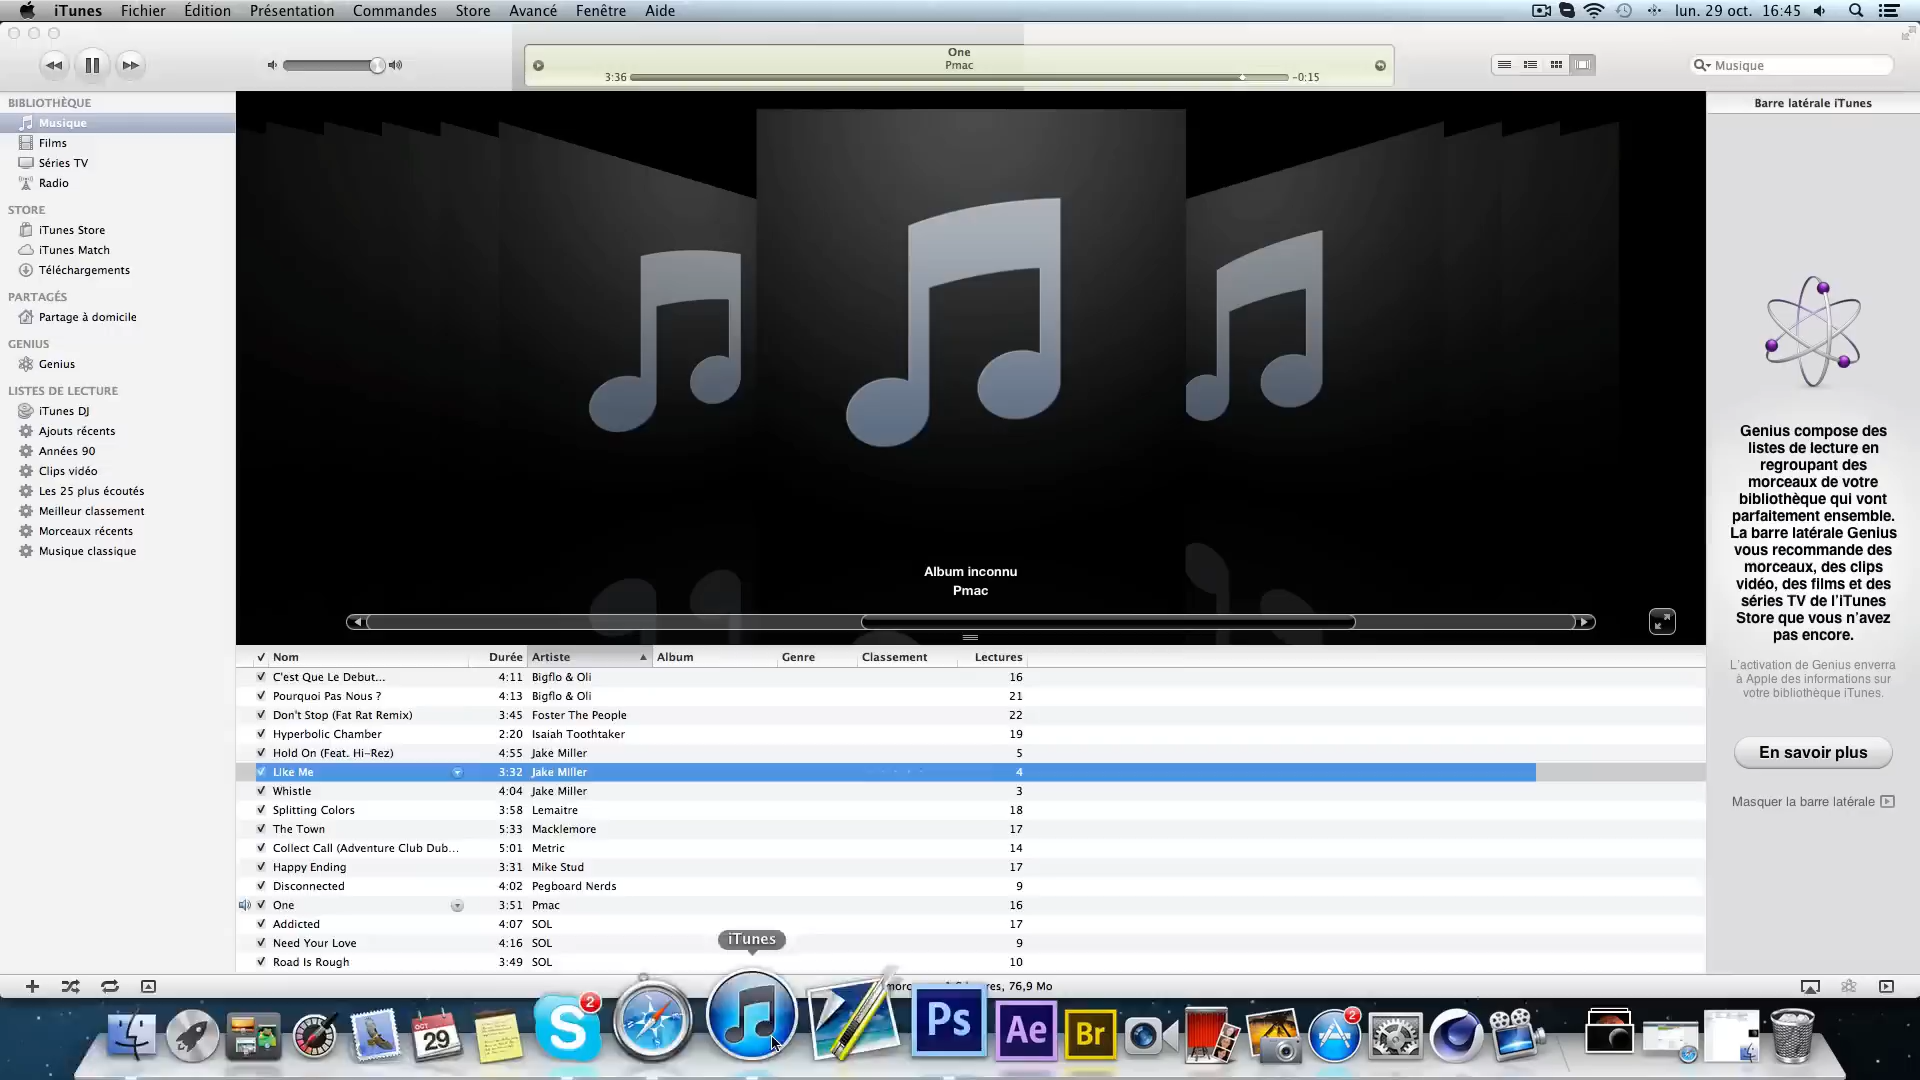 iTunes Fichier Édition Présentation Commandes Store Avancé Fenêtre Aide
lun. 29 oct. 16:45
One
Pmac
3:36 -0:15
Musique
BIBLIOTHÈQUE
Musique
Films
Séries TV
Radio
STORE
iTunes Store
iTunes Match
Téléchargements
PARTAGÉS
Partage à domicile
GENIUS
Genius
LISTES DE LECTURE
iTunes DJ
Ajouts récents
Années 90
Clips vidéo
Les 25 plus écoutés
Meilleur classement
Morceaux récents
Musique classique
Album inconnu
Pmac
Nom Durée Artiste Album Genre Classement Lectures
C'est Que Le Debut... 4:11 Bigflo & Oli 16
Pourquoi Pas Nous ? 4:13 Bigflo & Oli 21
Don't Stop (Fat Rat Remix) 3:45 Foster The People 22
Hyperbolic Chamber 2:20 Isaiah Toothtaker 19
Hold On (Feat. Hi-Rez) 4:55 Jake Miller 5
Like Me 3:32 Jake Miller 4
Whistle 4:04 Jake Miller 3
Splitting Colors 3:58 Lemaitre 18
The Town 5:33 Macklemore 17
Collect Call (Adventure Club Dub... 5:01 Metric 14
Happy Ending 3:31 Mike Stud 17
Disconnected 4:02 Pegboard Nerds 9
One 3:51 Pmac 16
Addicted 4:07 SOL 17
Need Your Love 4:16 SOL 9
Road Is Rough 3:49 SOL 10
Barre latérale iTunes
Genius compose des
listes de lecture en
regroupant des
morceaux de votre
bibliothèque qui vont
parfaitement ensemble.
La barre latérale Genius
vous recommande des
morceaux, des clips
vidéo, des films et des
séries TV de l'iTunes
Store que vous n'avez
pas encore.
L'activation de Genius enverra
à Apple des informations sur
votre bibliothèque iTunes.
En savoir plus
Masquer la barre latérale
iTunes
76,9 Mo
OCT
29
S
2
Ps
Ae
Br
2